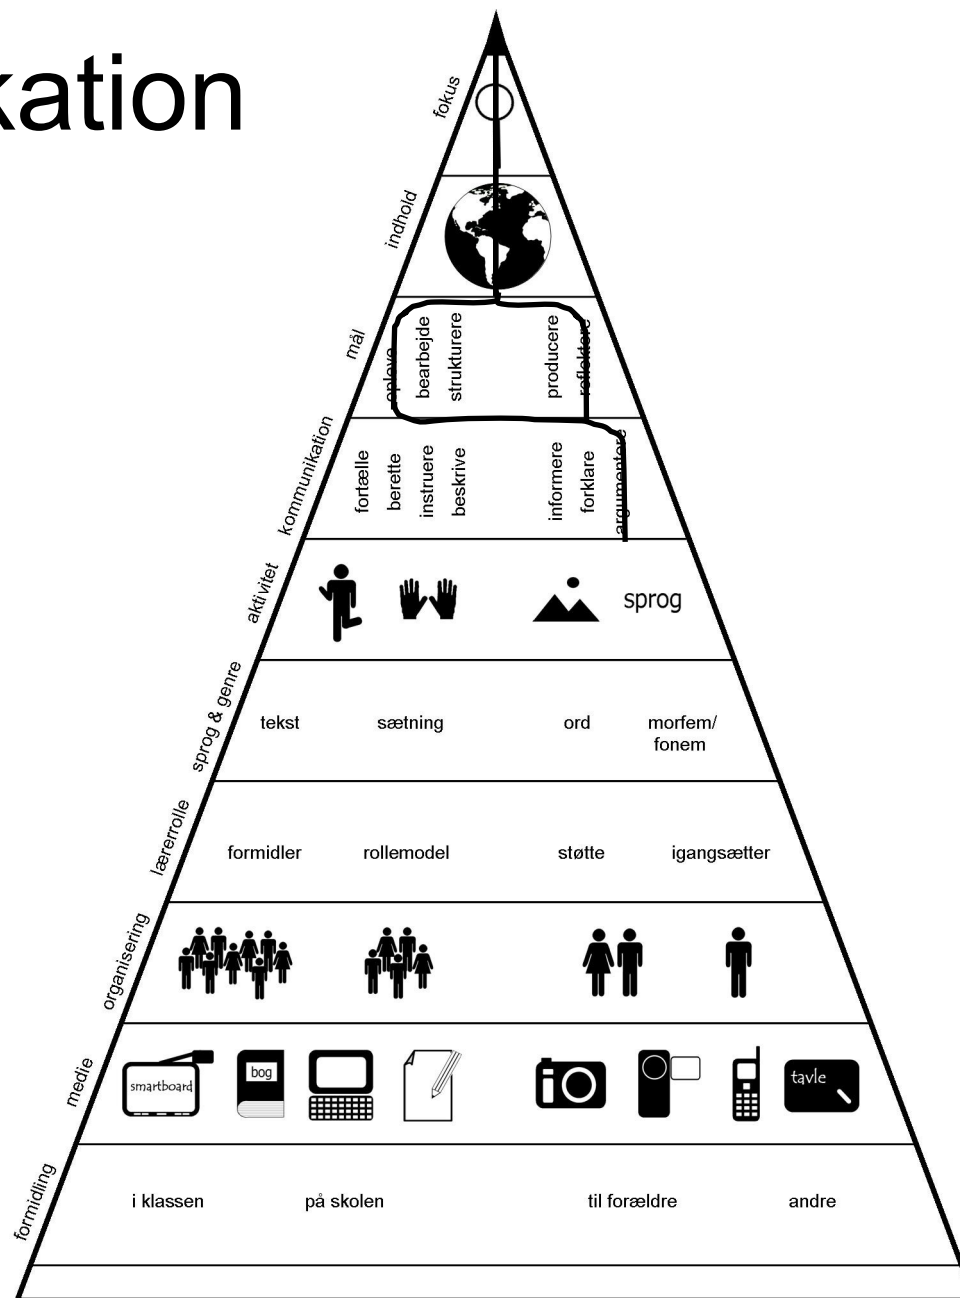 kation
fokus
indhold
mål
opleve
bearbejde
strukturere
producere
reflektere
kommunikation
fortælle
berette
instruere
beskrive
informere
forklare
argumentere
aktivitet
sprog
sprog & genre
tekst
sætning
ord
morfem/
fonem
lærerrolle
formidler
rollemodel
støtte
igangsætter
organisering
medie
smartboard
bog
tavle
formidling
i klassen
på skolen
til forældre
andre